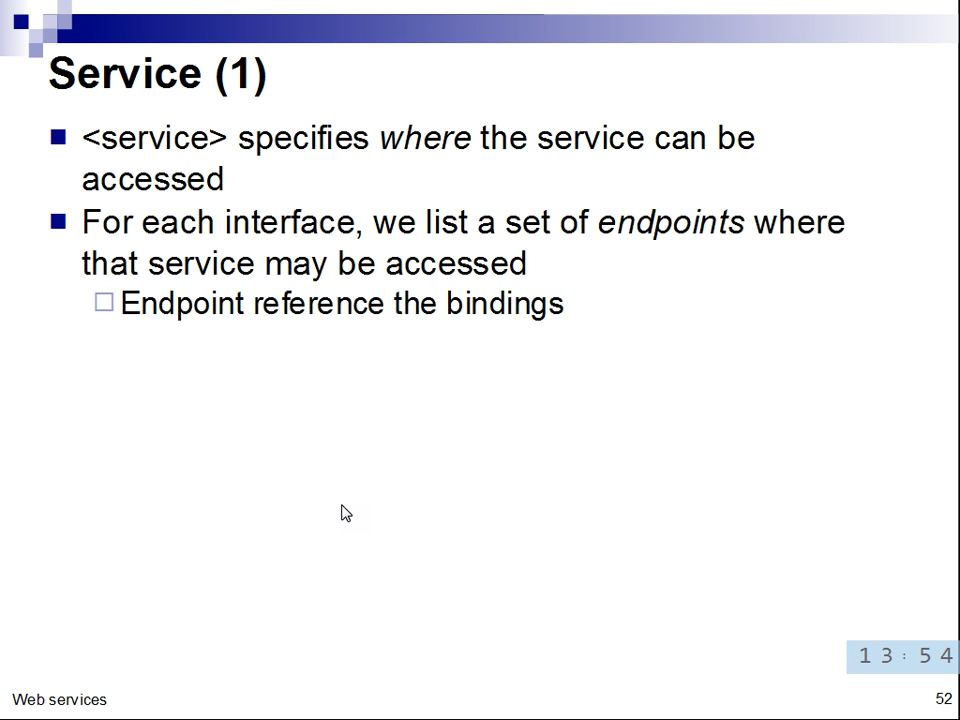 Service (1)
<service> specifies where the service can be
accessed
For each interface, we list a set of endpoints where
that service may be accessed
Endpoint reference the bindings
13:54
Web services
52